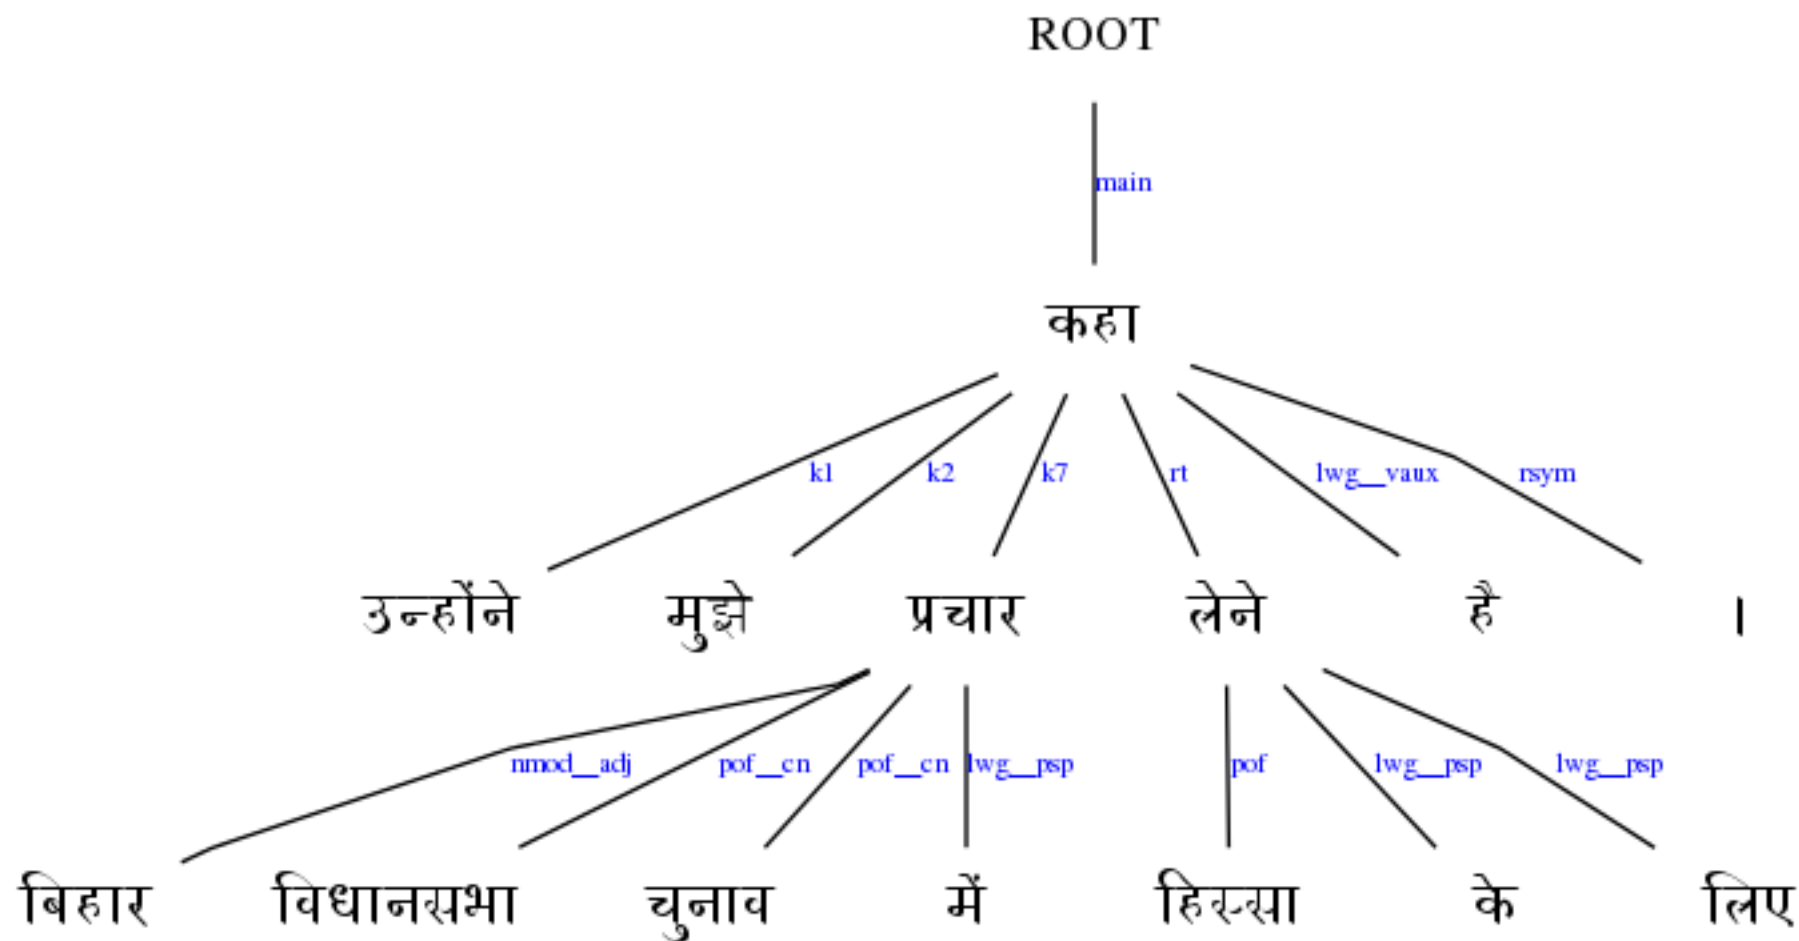 ROOT
main
कहा
k1 k2 k7 rt lwg__vaux rsym
उन्होंने मुझे प्रचार लेने है ।
nmod__adj pof__cn pof__cn lwg__psp pof lwg__psp lwg__psp
बिहार विधानसभा चुनाव में हिस्सा के लिए